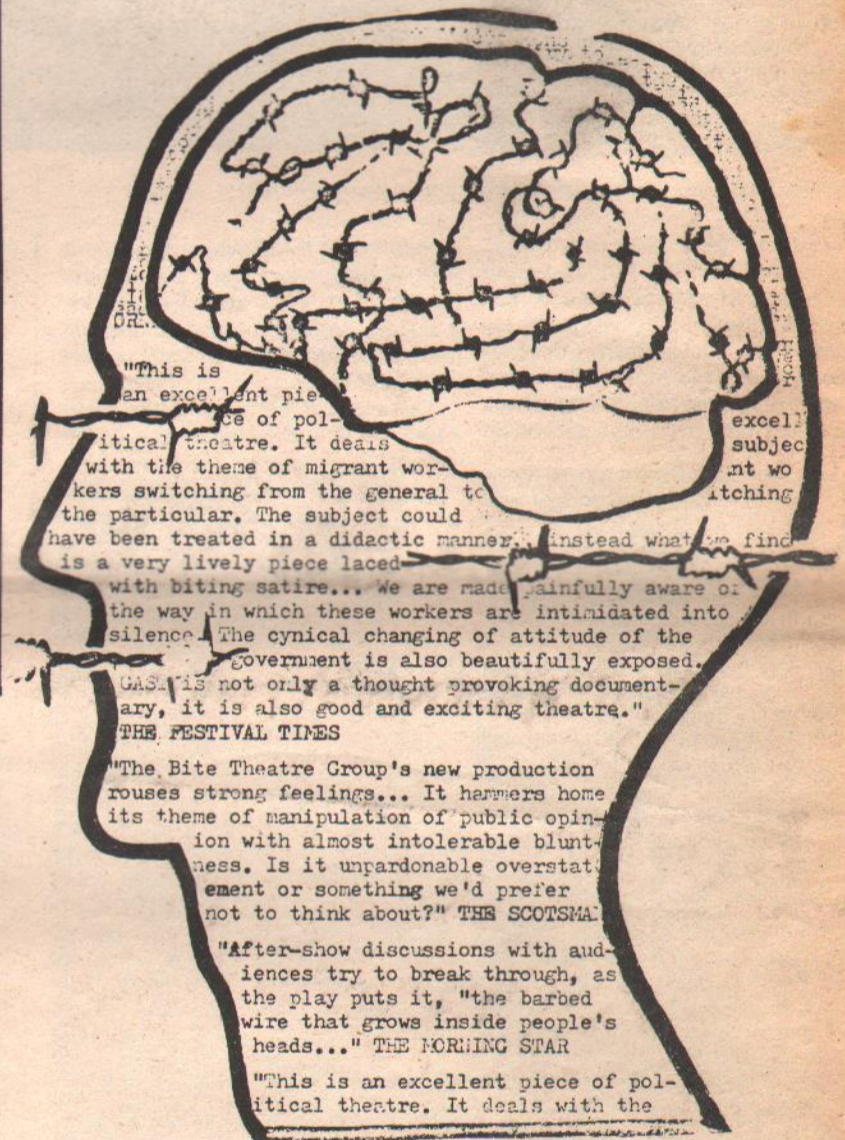 "This is
an excellent pie-
ce of pol-
itical theatre. It deals
with the theme of migrant wor-
kers switching from the general to
the particular. The subject could
have been treated in a didactic manner, instead what we find
is a very lively piece laced
with biting satire... We are made painfully aware of
the way in which these workers are intimidated into
silence. The cynical changing of attitude of the
government is also beautifully exposed.
is not only a thought provoking document-
ary, it is also good and exciting theatre."
THE FESTIVAL TIMES
"The Bite Theatre Group's new production
rouses strong feelings... It hammers home
its theme of manipulation of public opin-
ion with almost intolerable blunt-
ness. Is it unpardonable overstat
ement or something we'd prefer
not to think about?" THE SCOTSMA
"After-show discussions with aud-
iences try to break through, as
the play puts it, "the barbed
wire that grows inside people's
heads..." THE MORNING STAR
"This is an excellent piece of pol-
itical theatre. It deals with the
excell
subjec
nt wo
itching